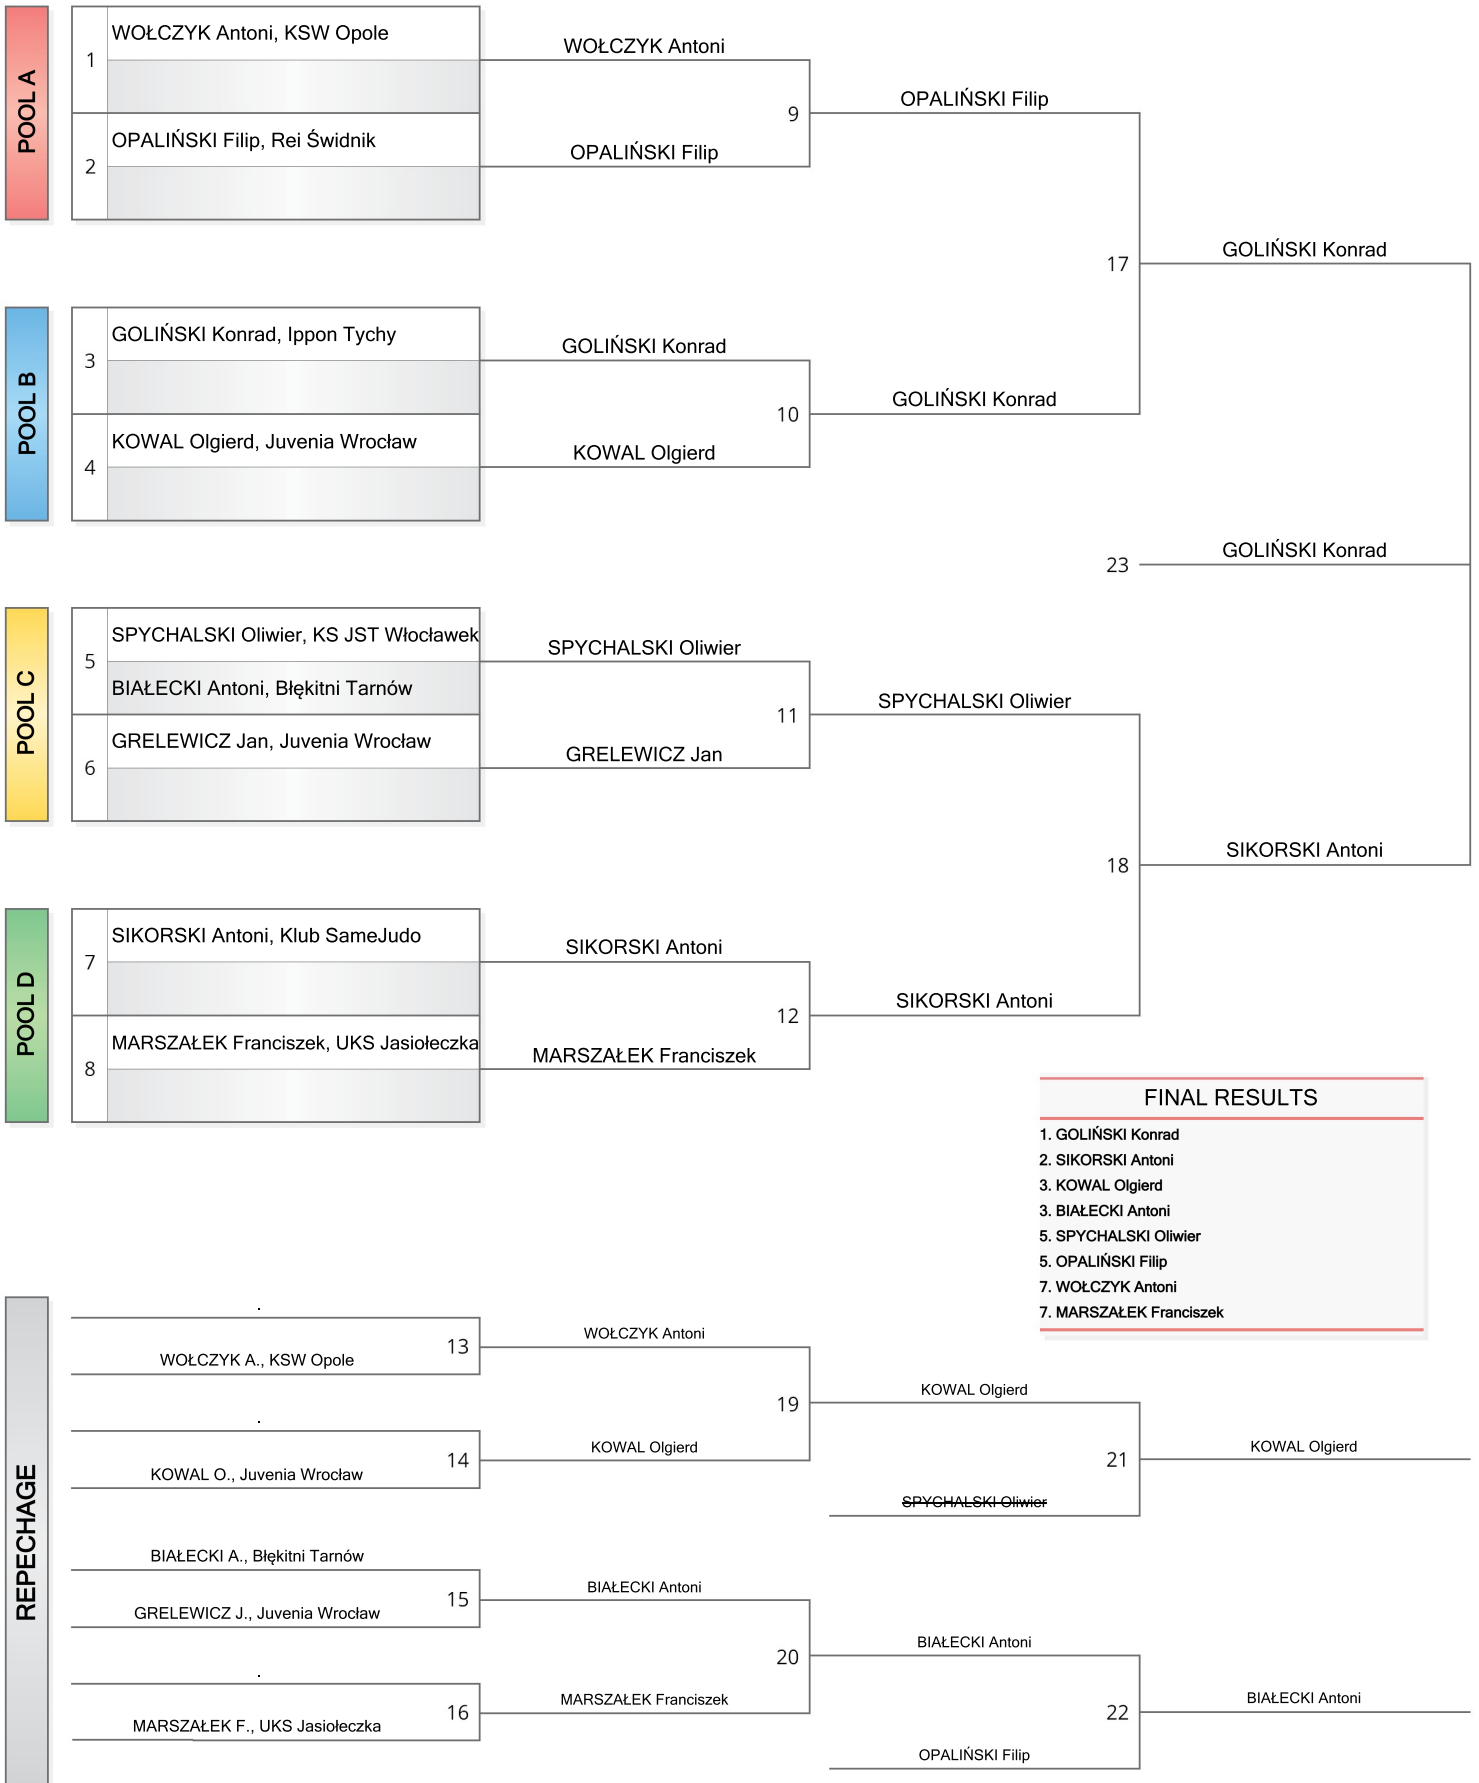 POOL A
1
WOŁCZYK Antoni, KSW Opole
2
OPALIŃSKI Filip, Rei Świdnik
WOŁCZYK Antoni
9
OPALIŃSKI Filip
OPALIŃSKI Filip
17
GOLIŃSKI Konrad
POOL B
3
GOLIŃSKI Konrad, Ippon Tychy
4
KOWAL Olgierd, Juvenia Wrocław
GOLIŃSKI Konrad
10
KOWAL Olgierd
GOLIŃSKI Konrad
23
GOLIŃSKI Konrad
POOL C
5
SPYCHALSKI Oliwier, KS JST Włocławek
BIAŁECKI Antoni, Błękitni Tarnów
6
GRELEWICZ Jan, Juvenia Wrocław
SPYCHALSKI Oliwier
11
GRELEWICZ Jan
SPYCHALSKI Oliwier
18
SIKORSKI Antoni
POOL D
7
SIKORSKI Antoni, Klub SameJudo
8
MARSZAŁEK Franciszek, UKS Jasiołeczka
SIKORSKI Antoni
12
MARSZAŁEK Franciszek
SIKORSKI Antoni
FINAL RESULTS
1. GOLIŃSKI Konrad
2. SIKORSKI Antoni
3. KOWAL Olgierd
3. BIAŁECKI Antoni
5. SPYCHALSKI Oliwier
5. OPALIŃSKI Filip
7. WOŁCZYK Antoni
7. MARSZAŁEK Franciszek
REPECHAGE
.
13
WOŁCZYK A., KSW Opole
.
14
KOWAL O., Juvenia Wrocław
WOŁCZYK Antoni
19
KOWAL Olgierd
KOWAL Olgierd
21
SPYCHALSKI Oliwier
KOWAL Olgierd
BIAŁECKI A., Błękitni Tarnów
15
GRELEWICZ J., Juvenia Wrocław
.
16
MARSZAŁEK F., UKS Jasiołeczka
BIAŁECKI Antoni
20
MARSZAŁEK Franciszek
BIAŁECKI Antoni
22
OPALIŃSKI Filip
BIAŁECKI Antoni